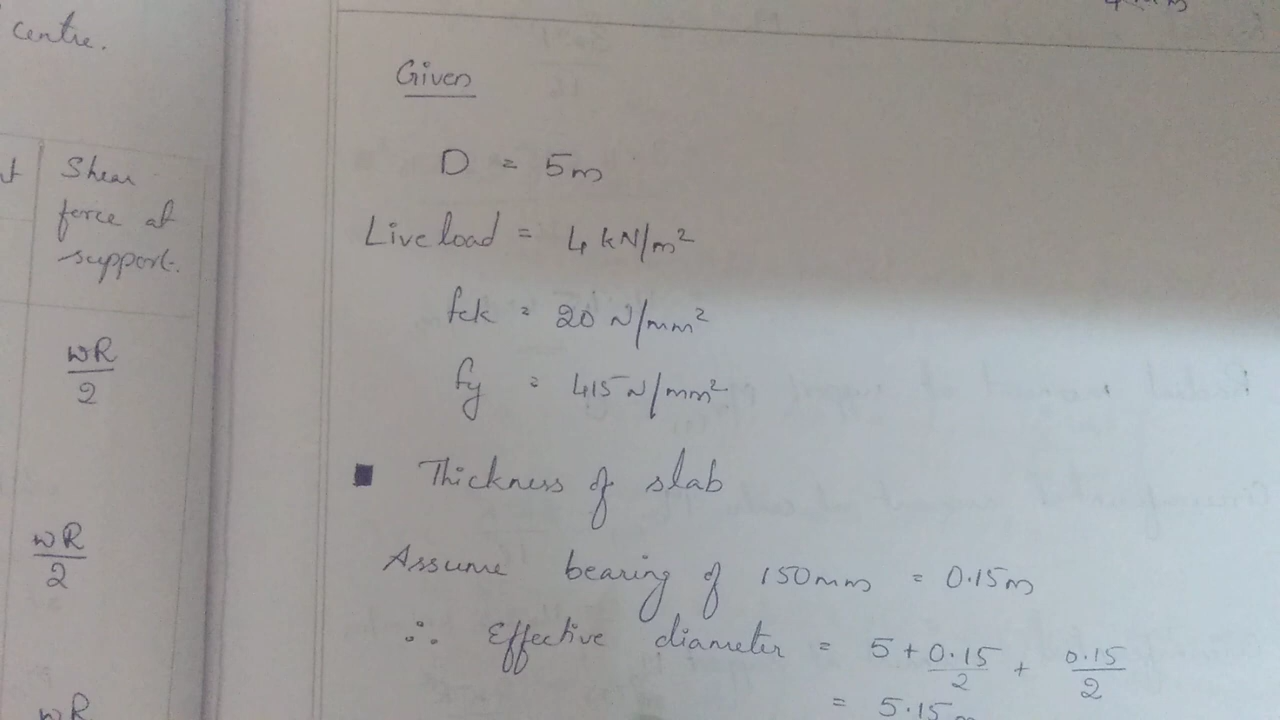 centre.
Shear
force at
support.
wR/2
wR/2
wR
Given
D = 5m
Live load = 4 kN/m²
fck = 20 N/mm²
fy = 415 N/mm²
■ Thickness of slab
Assume bearing of 150mm = 0.15m
∴ Effective diameter = 5 + 0.15/2 + 0.15/2
= 5.15m